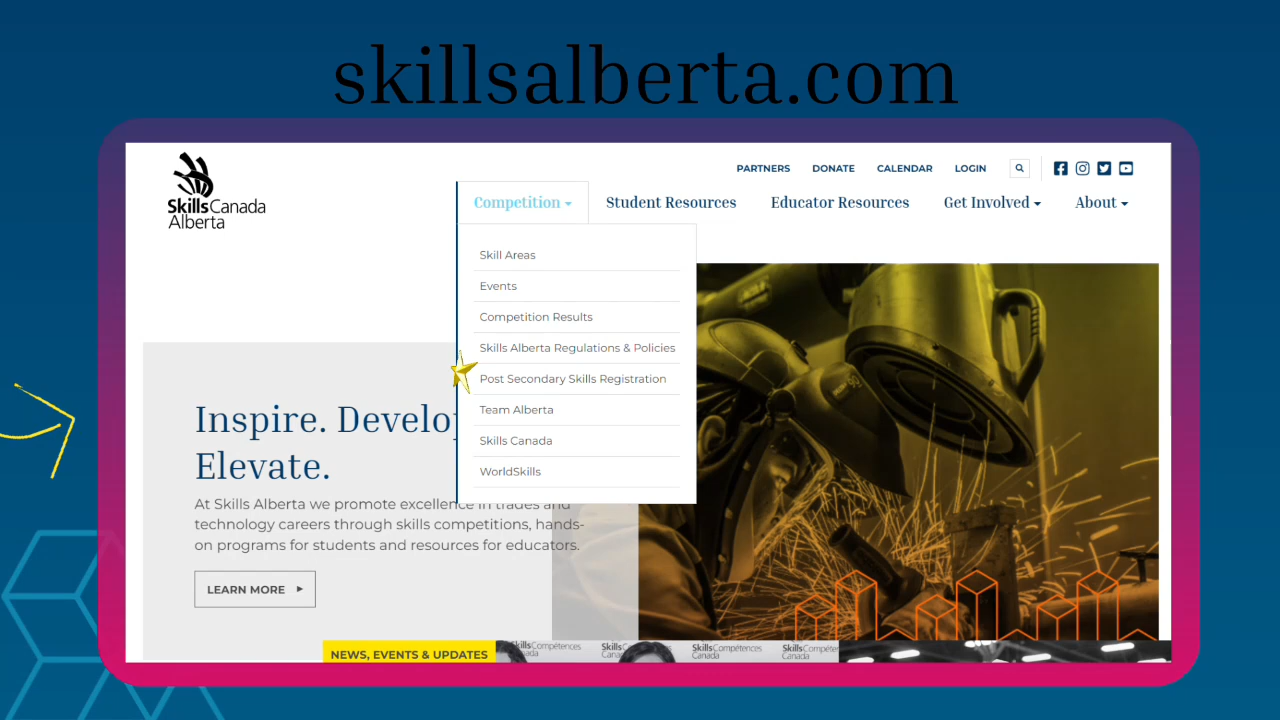 skillsalberta.com
SkillsCanada
Alberta
PARTNERS DONATE CALENDAR LOGIN
Competition Student Resources Educator Resources Get Involved About
Skill Areas
Events
Competition Results
Skills Alberta Regulations & Policies
Post Secondary Skills Registration
Team Alberta
Skills Canada
WorldSkills
Inspire. Develop
Elevate.
At Skills Alberta we promote excellence in trades and
technology careers through skills competitions, hands-
on programs for students and resources for educators.
LEARN MORE
NEWS, EVENTS & UPDATES
SkillsCompétences
Canada